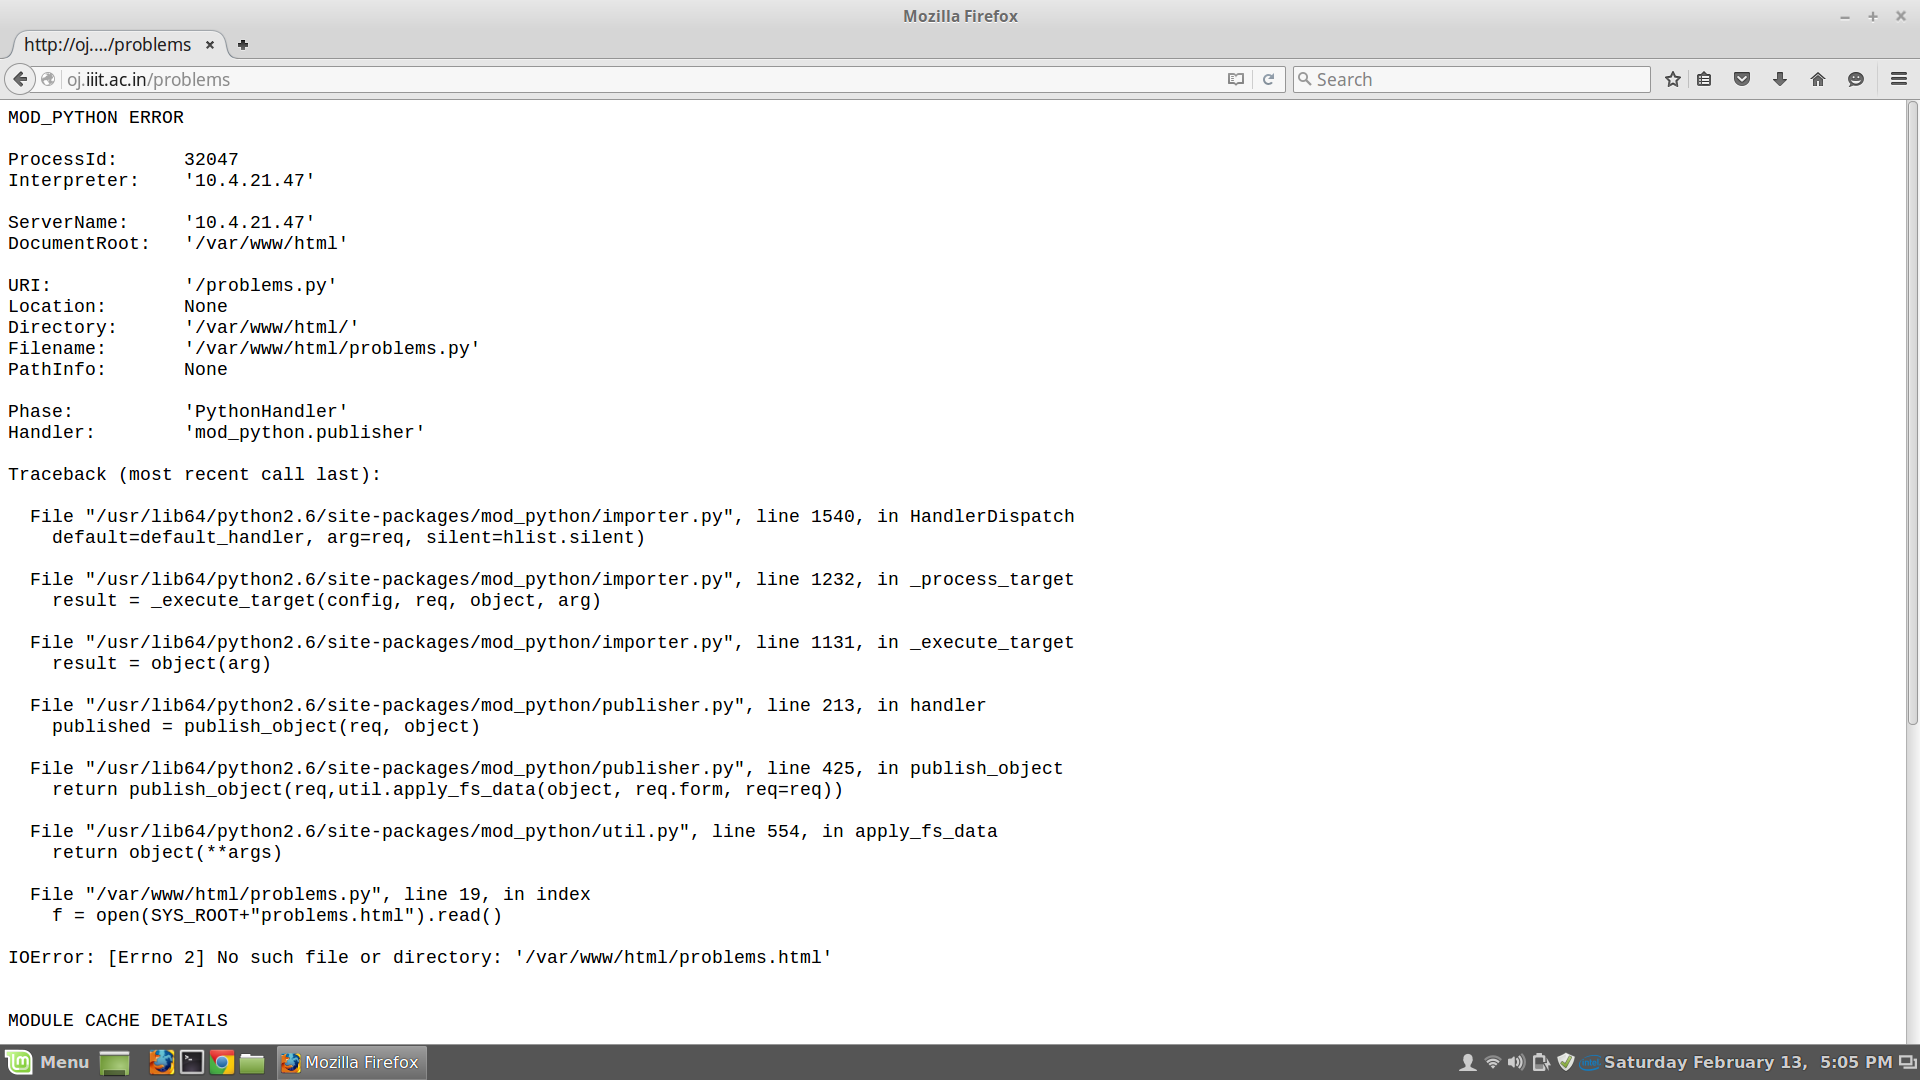 Mozilla Firefox
http://oj..../problems
oj.iiit.ac.in/problems
Search
MOD_PYTHON ERROR
ProcessId: 32047
Interpreter: '10.4.21.47'
ServerName: '10.4.21.47'
DocumentRoot: '/var/www/html'
URI: '/problems.py'
Location: None
Directory: '/var/www/html/'
Filename: '/var/www/html/problems.py'
PathInfo: None
Phase: 'PythonHandler'
Handler: 'mod_python.publisher'
Traceback (most recent call last):
File "/usr/lib64/python2.6/site-packages/mod_python/importer.py", line 1540, in HandlerDispatch
default=default_handler, arg=req, silent=hlist.silent)
File "/usr/lib64/python2.6/site-packages/mod_python/importer.py", line 1232, in _process_target
result = _execute_target(config, req, object, arg)
File "/usr/lib64/python2.6/site-packages/mod_python/importer.py", line 1131, in _execute_target
result = object(arg)
File "/usr/lib64/python2.6/site-packages/mod_python/publisher.py", line 213, in handler
published = publish_object(req, object)
File "/usr/lib64/python2.6/site-packages/mod_python/publisher.py", line 425, in publish_object
return publish_object(req,util.apply_fs_data(object, req.form, req=req))
File "/usr/lib64/python2.6/site-packages/mod_python/util.py", line 554, in apply_fs_data
return object(**args)
File "/var/www/html/problems.py", line 19, in index
f = open(SYS_ROOT+"problems.html").read()
IOError: [Errno 2] No such file or directory: '/var/www/html/problems.html'
MODULE CACHE DETAILS
Menu
Mozilla Firefox
Saturday February 13, 5:05 PM